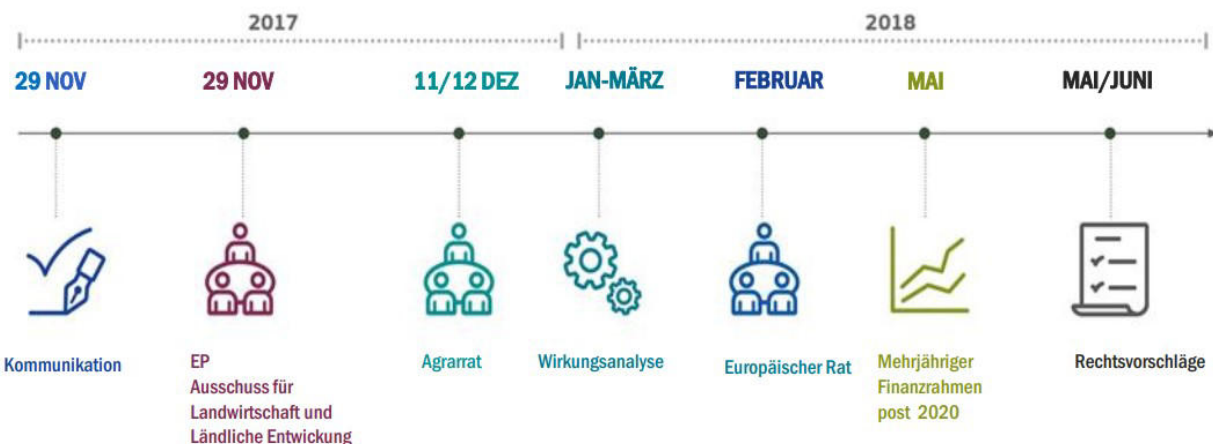 2017
2018
29 NOV
29 NOV
11/12 DEZ
JAN-MÄRZ
FEBRUAR
MAI
MAI/JUNI
Kommunikation
EP
Ausschuss für
Landwirtschaft und
Ländliche Entwickung
Agrarrat
Wirkungsanalyse
Europäischer Rat
Mehrjähriger
Finanzrahmen
post 2020
Rechtsvorschläge